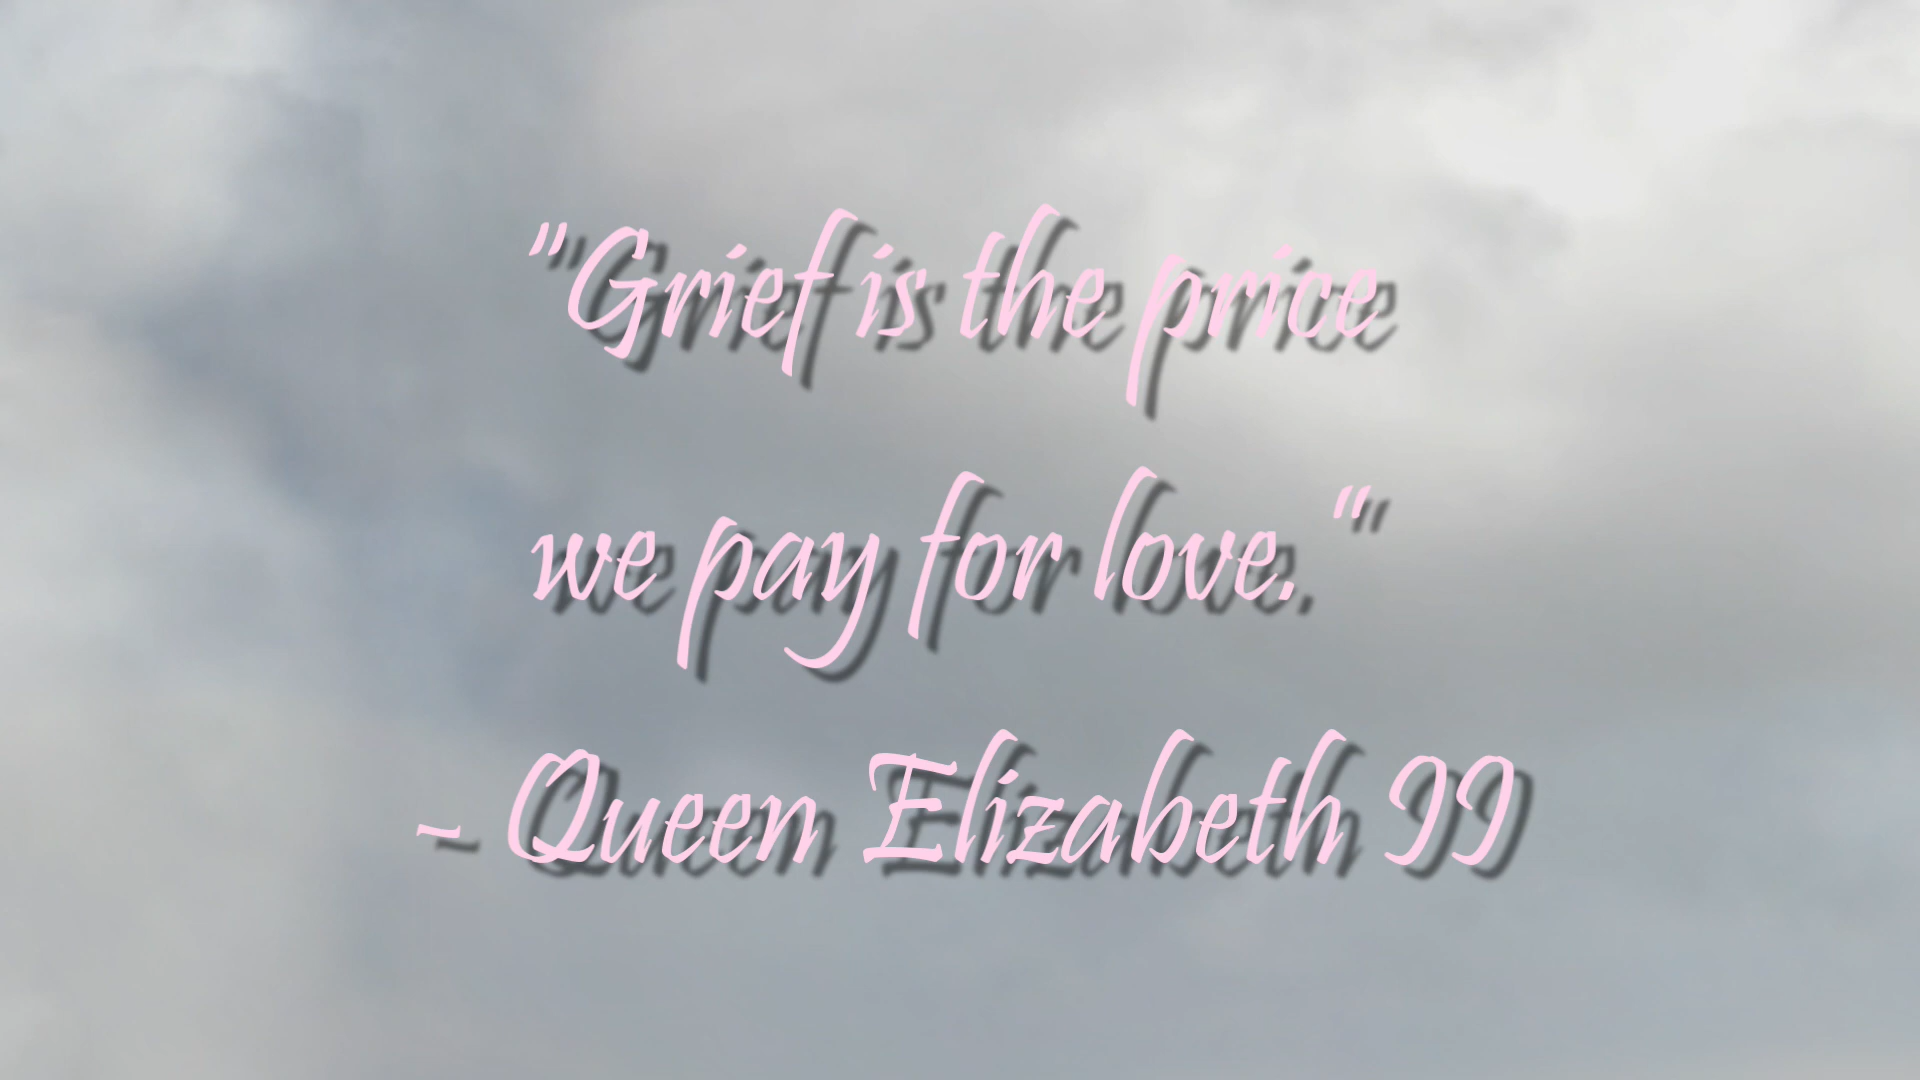 "Grief is the price
we pay for love."
- Queen Elizabeth II